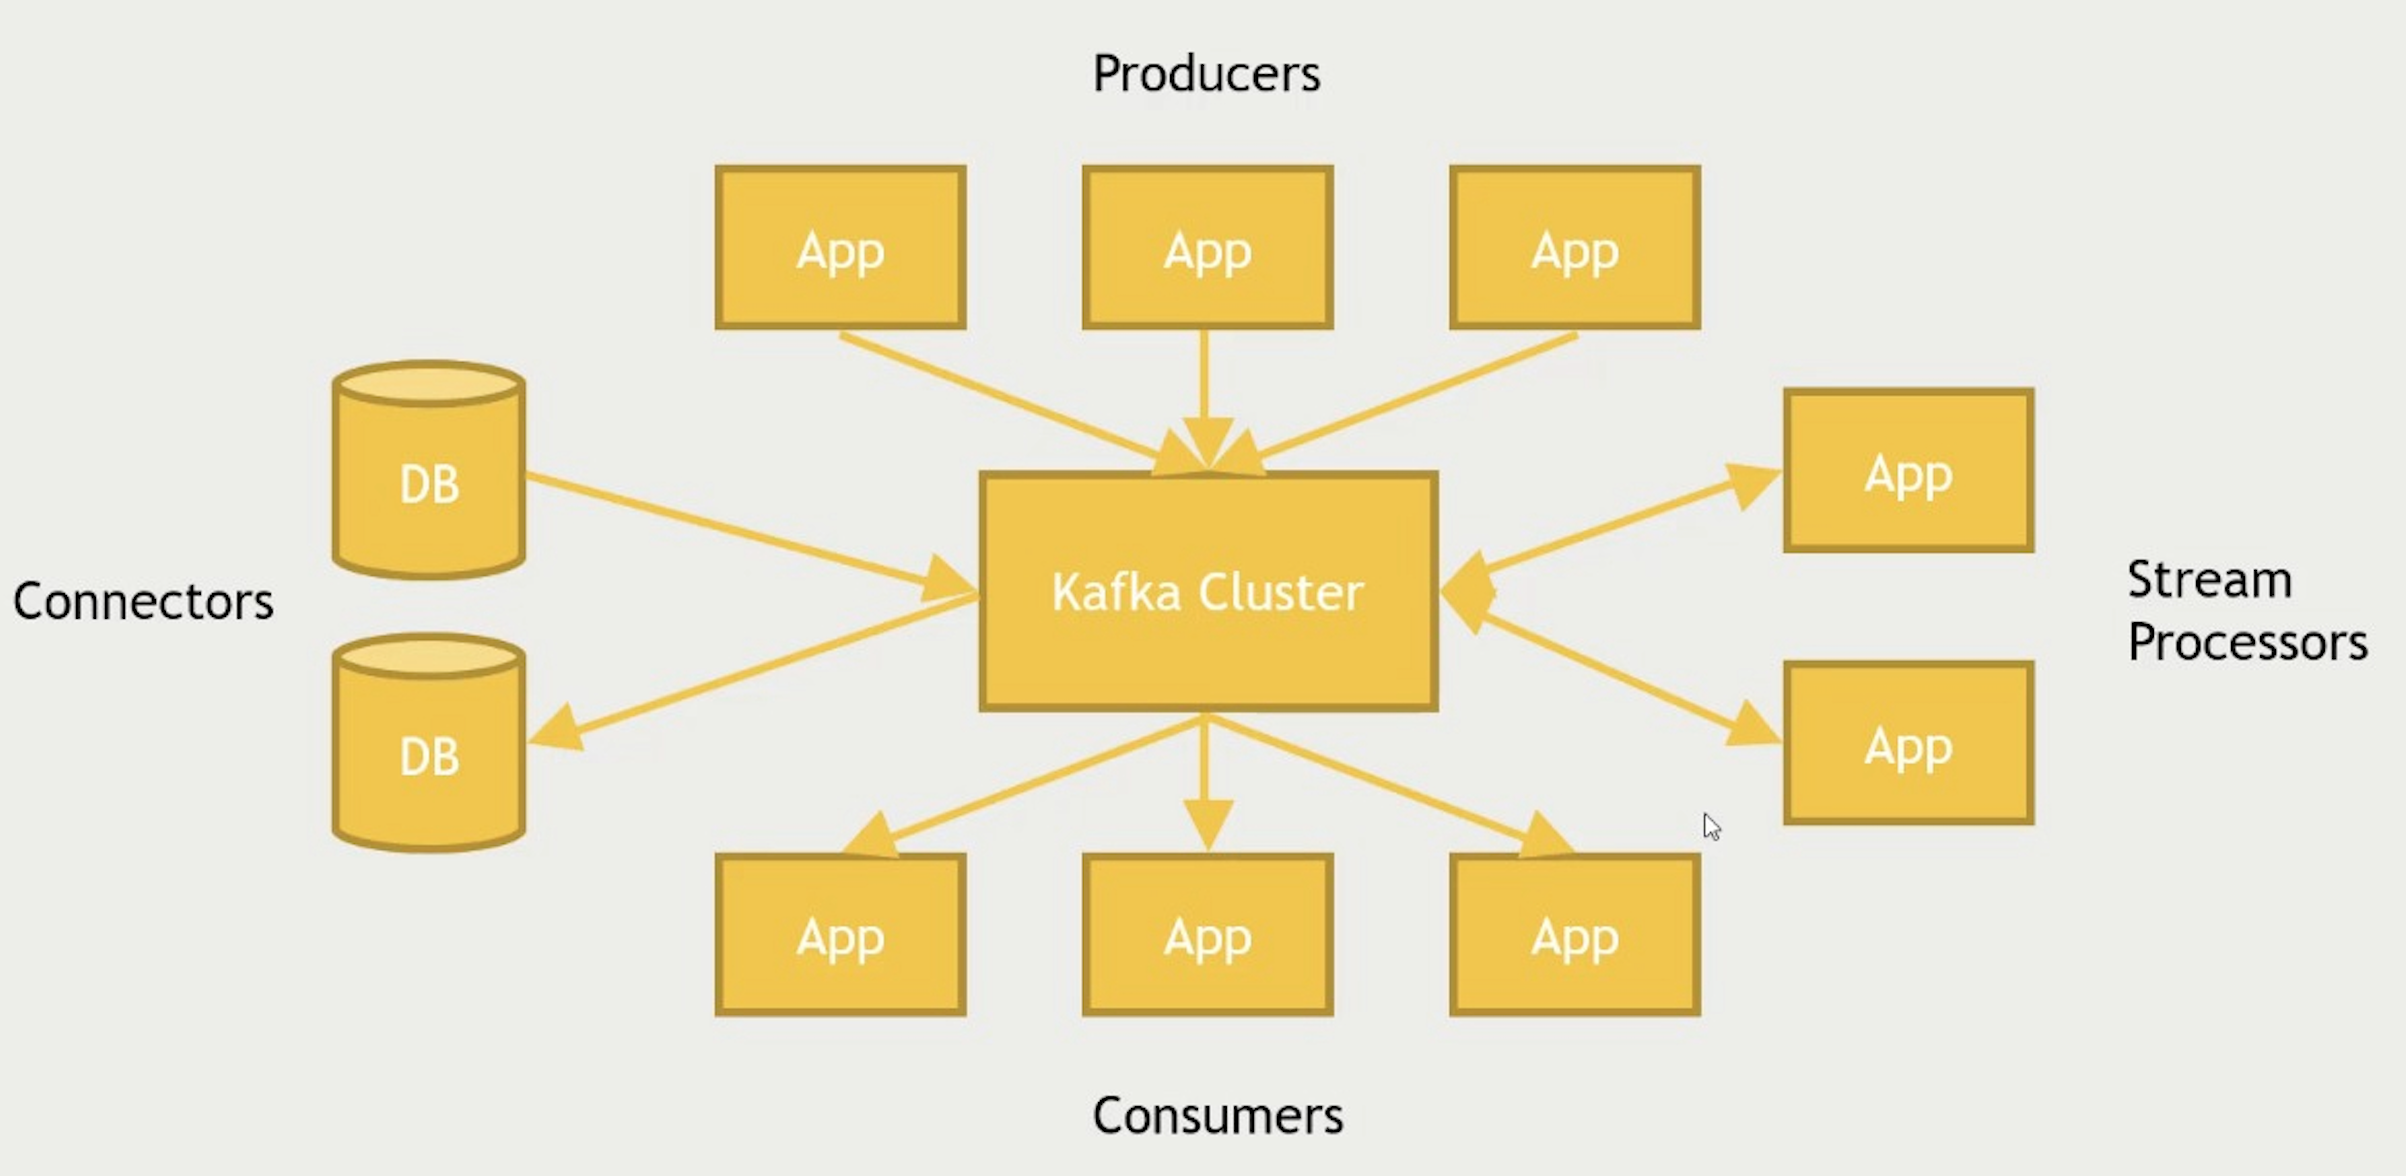 Producers
App
App
App
DB
App
Connectors
Kafka Cluster
Stream
Processors
DB
App
App
App
App
Consumers